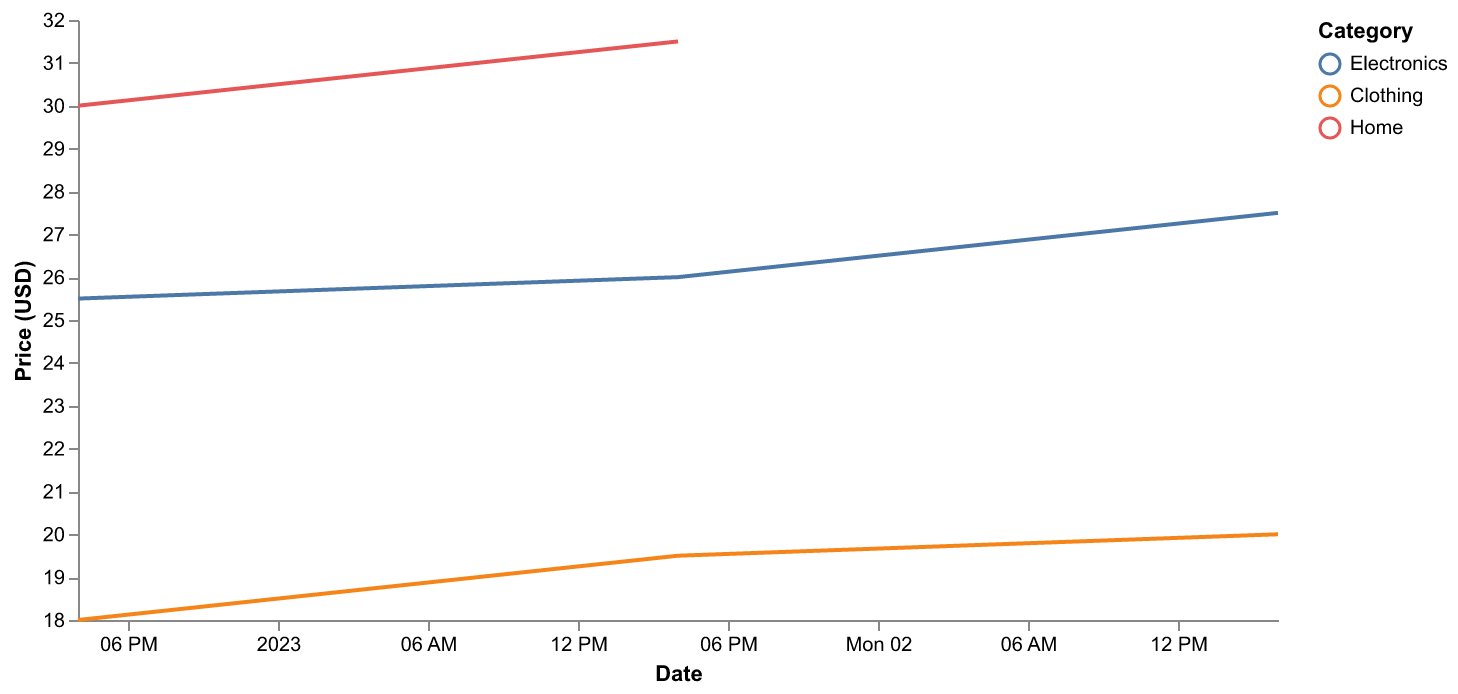 32
31
30
29
28
27
26
25
24
23
22
21
20
19
18
Price (USD)
06 PM
2023
06 AM
12 PM
06 PM
Mon 02
06 AM
12 PM
Date
Category
Electronics
Clothing
Home